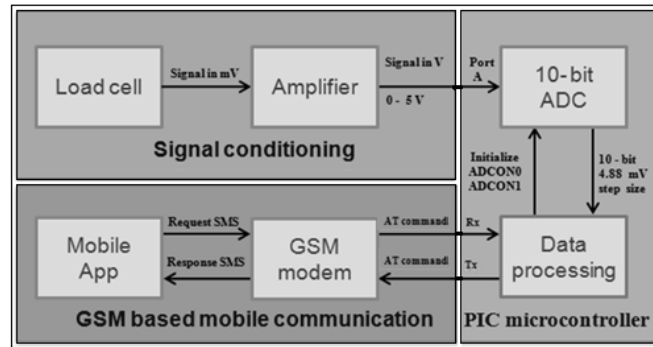 Load cell
Signal in mV
Amplifier
Signal in V
0 - 5 V
Port
A
10-bit
ADC
Signal conditioning
Initialize
ADCON0
ADCON1
10-bit
4.88 mV
step size
Mobile
App
Request SMS
Response SMS
GSM
modem
AT command
AT command
Rx
Tx
Data
processing
GSM based mobile communication
PIC microcontroller